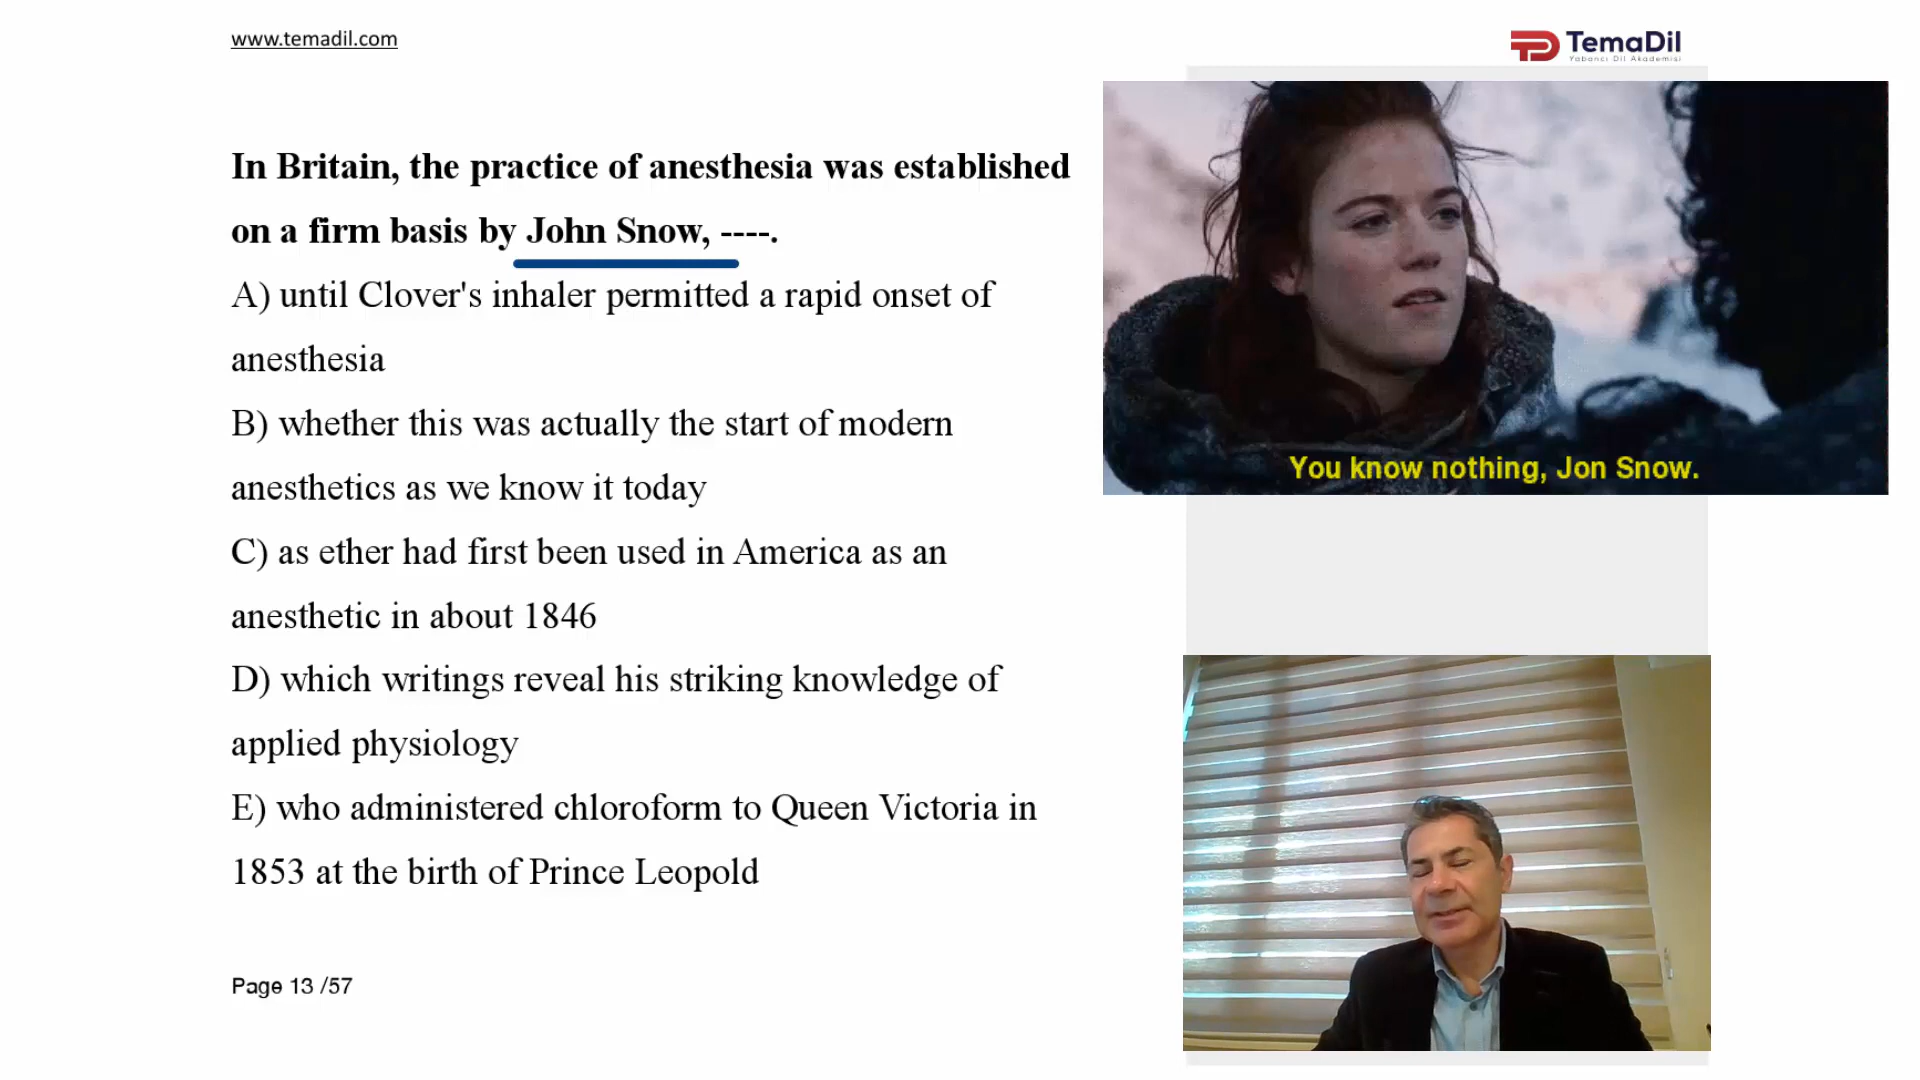 www.temadil.com
TemaDil
Yabancı Dil Akademisi
In Britain, the practice of anesthesia was established
on a firm basis by John Snow, ----.
A) until Clover's inhaler permitted a rapid onset of
anesthesia
B) whether this was actually the start of modern
anesthetics as we know it today
C) as ether had first been used in America as an
anesthetic in about 1846
D) which writings reveal his striking knowledge of
applied physiology
E) who administered chloroform to Queen Victoria in
1853 at the birth of Prince Leopold
You know nothing, Jon Snow.
Page 13 /57